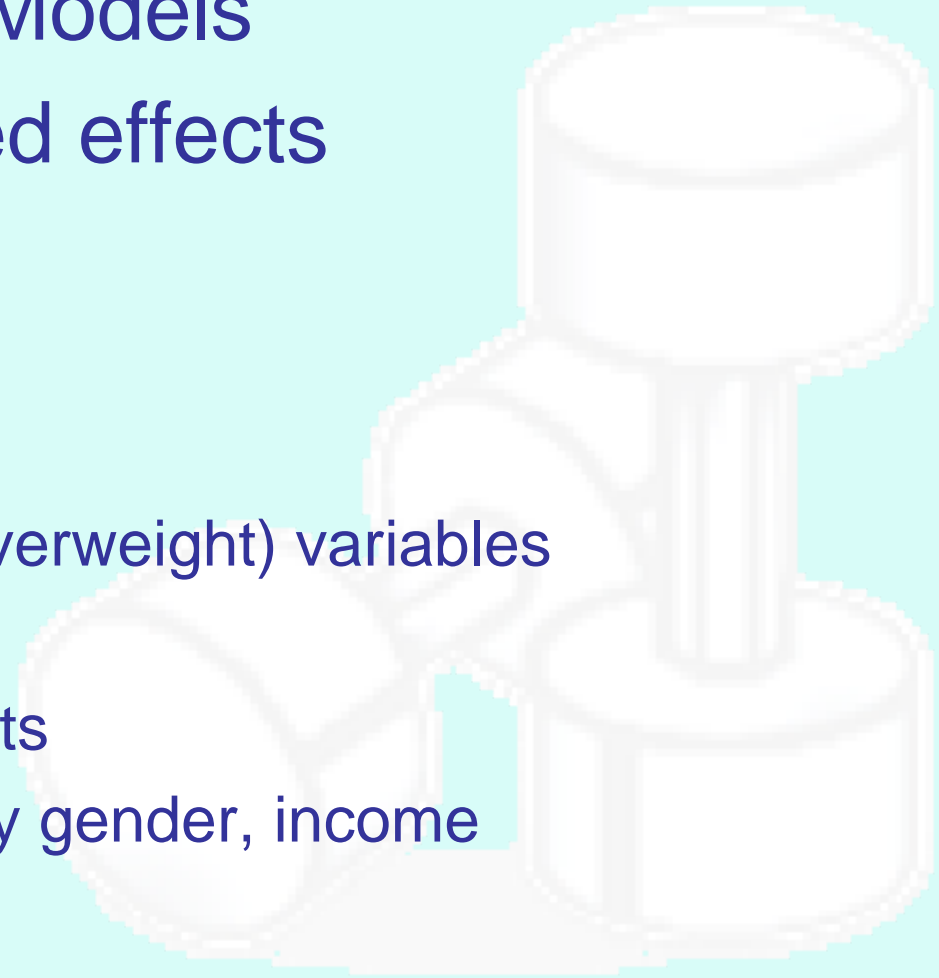 Models
ed effects
verweight) variables
ts
y gender, income